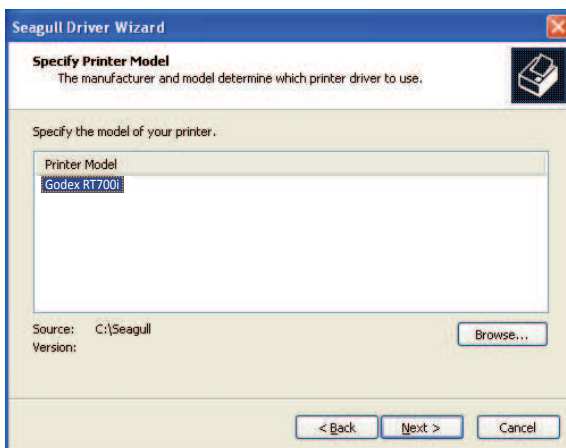 Seagull Driver Wizard
Specify Printer Model
The manufacturer and model determine which printer driver to use.
Specify the model of your printer.
Printer Model
Godex RT700i
Source: C:\Seagull
Browse...
Version:
< Back Next > Cancel